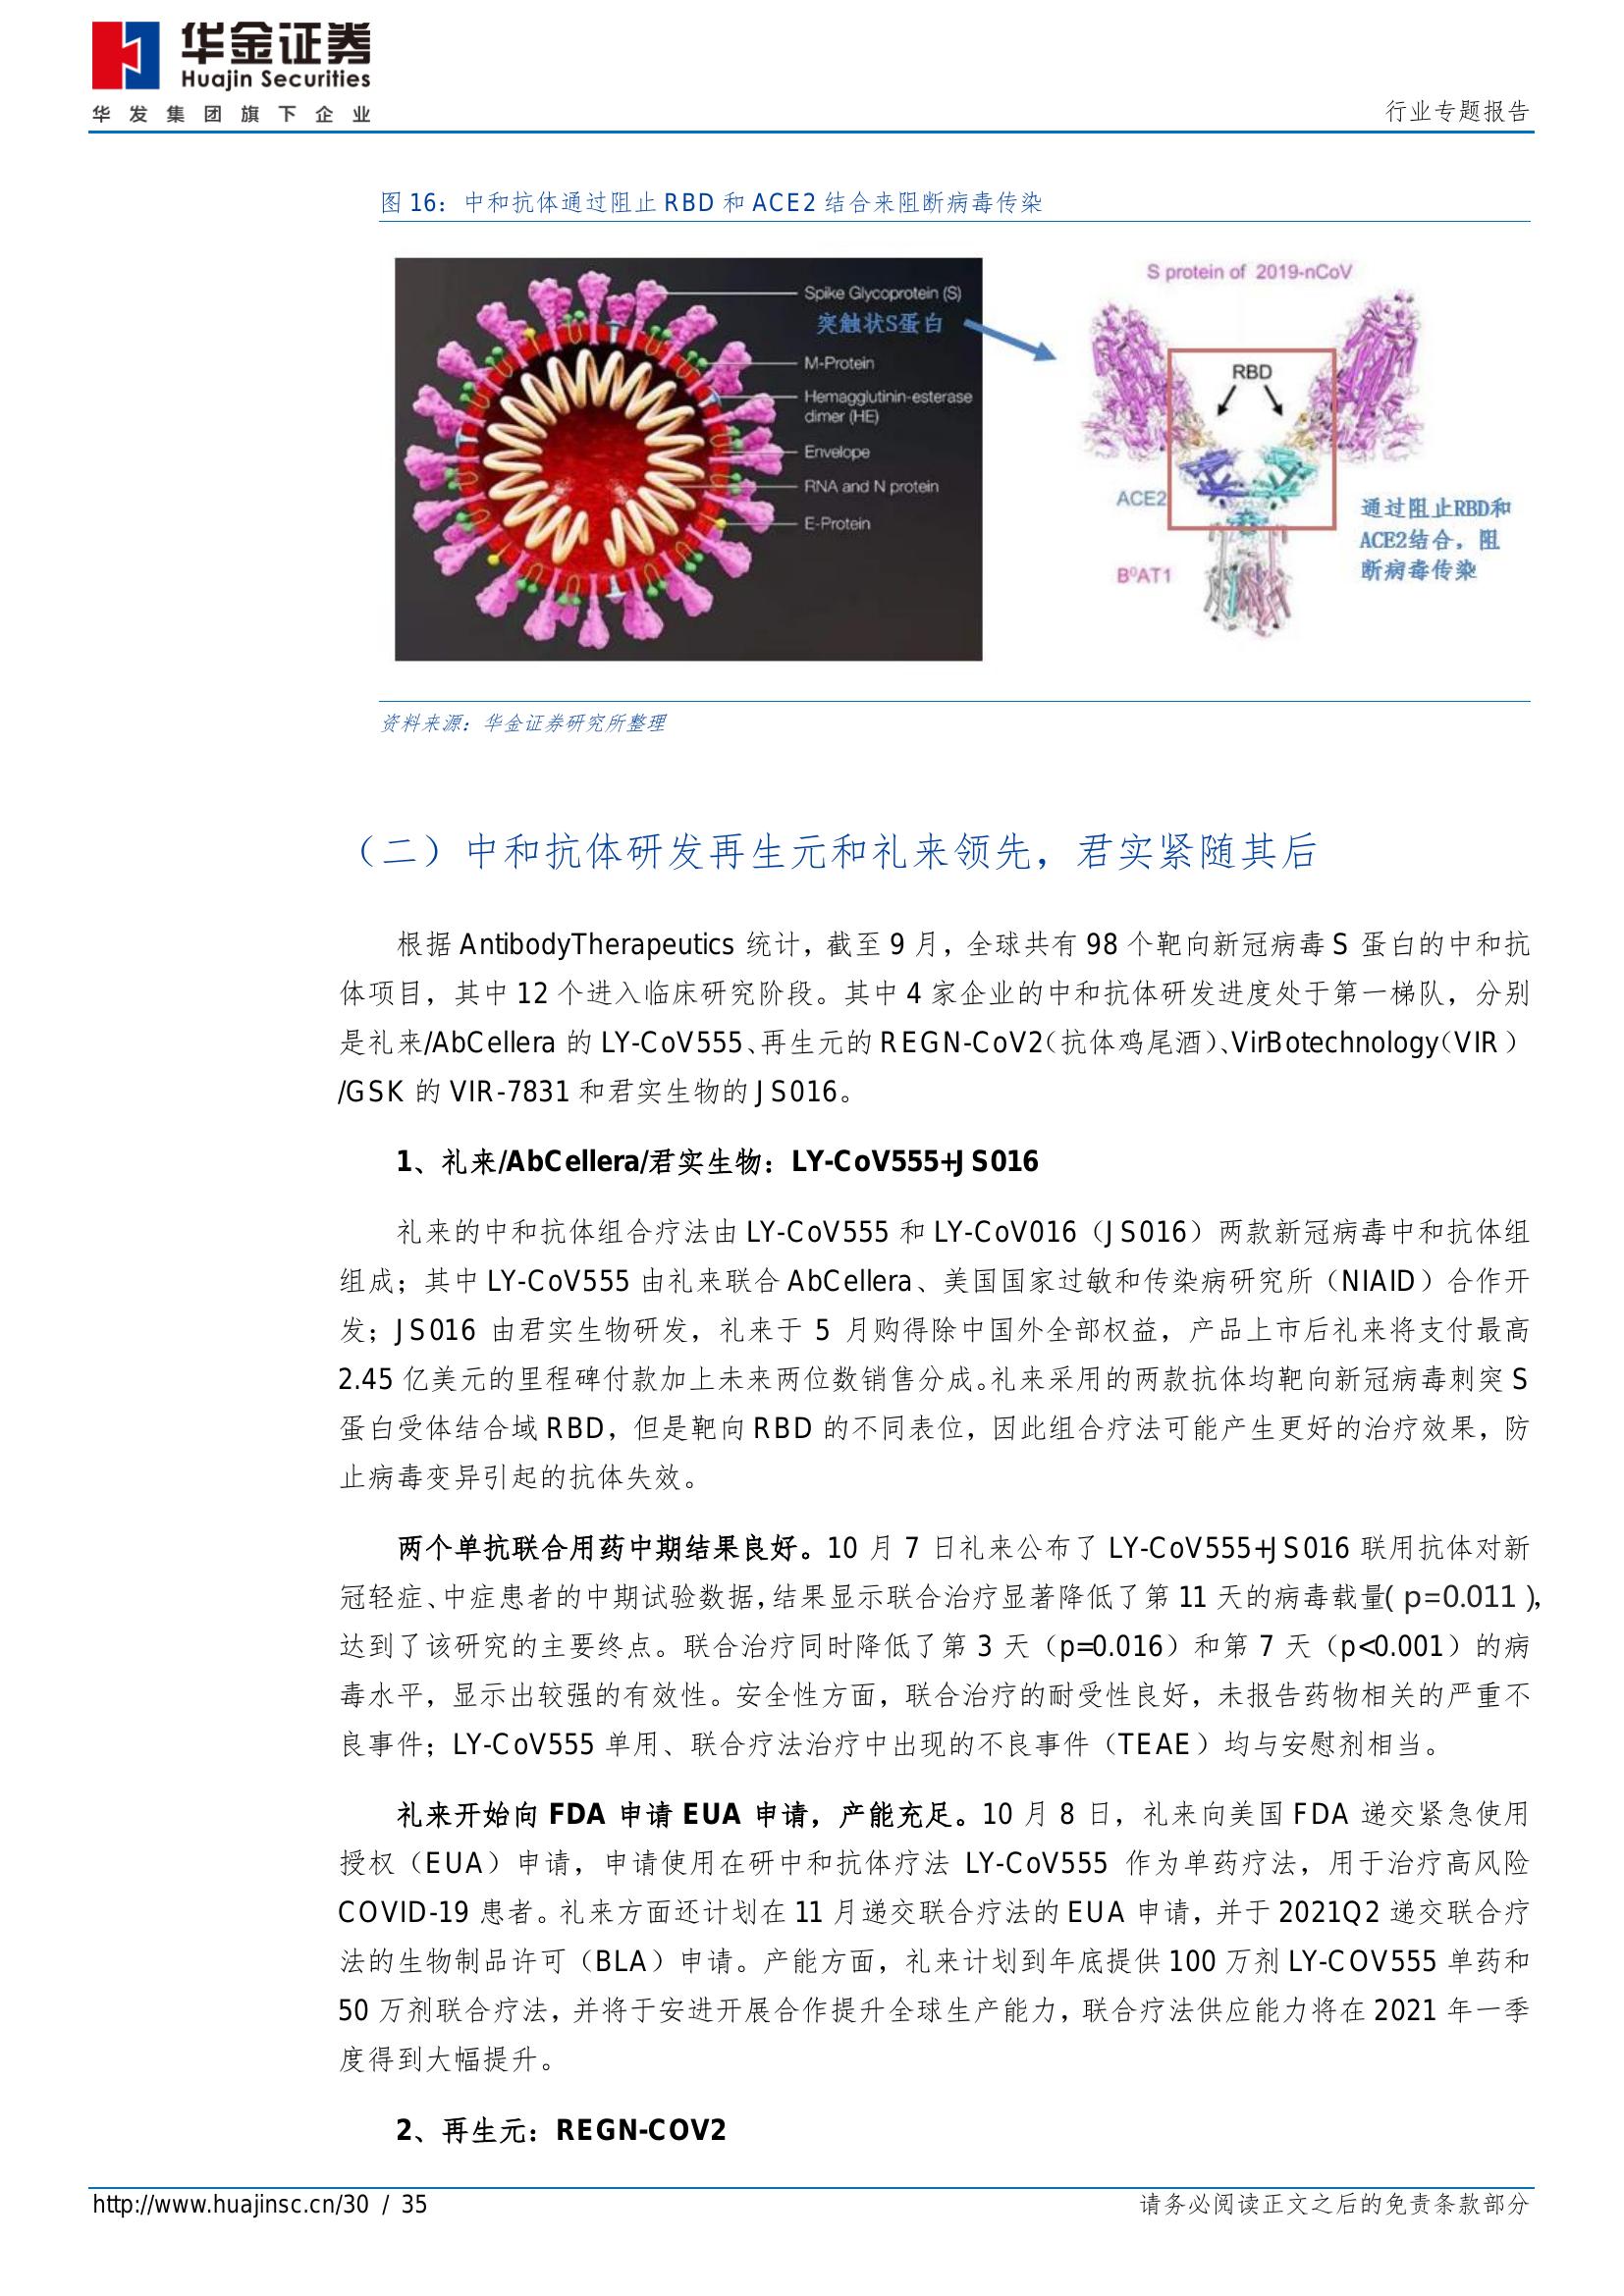 华金证券
Huajin Securities
华发集团旗下企业
行业专题报告
图 16：中和抗体通过阻止 RBD 和 ACE2 结合来阻断病毒传染
Spike Glycoprotein (S)
突触状S蛋白
M-Protein
Hemagglutinin-esterase
dimer (HE)
Envelope
RNA and N protein
E-Protein
S protein of 2019-nCoV
RBD
ACE2
B⁰AT1
通过阻止RBD和
ACE2结合，阻
断病毒传染
资料来源：华金证券研究所整理
（二）中和抗体研发再生元和礼来领先，君实紧随其后
根据 AntibodyTherapeutics 统计，截至 9 月，全球共有 98 个靶向新冠病毒 S 蛋白的中和抗
体项目，其中 12 个进入临床研究阶段。其中 4 家企业的中和抗体研发进度处于第一梯队，分别
是礼来/AbCellera 的 LY-CoV555、再生元的 REGN-CoV2（抗体鸡尾酒）、VirBotechnology（VIR）
/GSK 的 VIR-7831 和君实生物的 JS016。
1、礼来/AbCellera/君实生物：LY-CoV555+JS016
礼来的中和抗体组合疗法由 LY-CoV555 和 LY-CoV016（JS016）两款新冠病毒中和抗体组
组成；其中 LY-CoV555 由礼来联合 AbCellera、美国国家过敏和传染病研究所（NIAID）合作开
发；JS016 由君实生物研发，礼来于 5 月购得除中国外全部权益，产品上市后礼来将支付最高
2.45 亿美元的里程碑付款加上未来两位数销售分成。礼来采用的两款抗体均靶向新冠病毒刺突 S
蛋白受体结合域 RBD，但是靶向 RBD 的不同表位，因此组合疗法可能产生更好的治疗效果，防
止病毒变异引起的抗体失效。
两个单抗联合用药中期结果良好。10 月 7 日礼来公布了 LY-CoV555+JS016 联用抗体对新
冠轻症、中症患者的中期试验数据，结果显示联合治疗显著降低了第 11 天的病毒载量( p=0.011 )，
达到了该研究的主要终点。联合治疗同时降低了第 3 天（p=0.016）和第 7 天（p<0.001）的病
毒水平，显示出较强的有效性。安全性方面，联合治疗的耐受性良好，未报告药物相关的严重不
良事件；LY-CoV555 单用、联合疗法治疗中出现的不良事件（TEAE）均与安慰剂相当。
礼来开始向 FDA 申请 EUA 申请，产能充足。10 月 8 日，礼来向美国 FDA 递交紧急使用
授权（EUA）申请，申请使用在研中和抗体疗法 LY-CoV555 作为单药疗法，用于治疗高风险
COVID-19 患者。礼来方面还计划在 11 月递交联合疗法的 EUA 申请，并于 2021Q2 递交联合疗
法的生物制品许可（BLA）申请。产能方面，礼来计划到年底提供 100 万剂 LY-COV555 单药和
50 万剂联合疗法，并将于安进开展合作提升全球生产能力，联合疗法供应能力将在 2021 年一季
度得到大幅提升。
2、再生元：REGN-COV2
http://www.huajinsc.cn/30 / 35
请务必阅读正文之后的免责条款部分